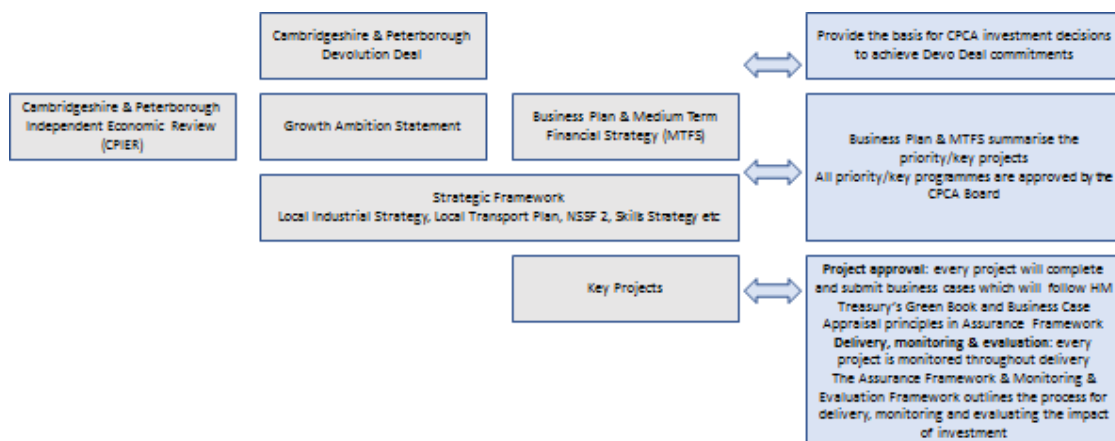 Cambridgeshire & Peterborough
Devolution Deal
Provide the basis for CPCA investment decisions
to achieve Devo Deal commitments
Cambridgeshire & Peterborough
Independent Economic Review
(CPIER)
Growth Ambition Statement
Business Plan & Medium Term
Financial Strategy (MTFS)
Business Plan & MTFS summarise the
priority/key projects
All priority/key programmes are approved by the
CPCA Board
Strategic Framework
Local Industrial Strategy, Local Transport Plan, NSSF 2, Skills Strategy etc
Key Projects
Project approval: every project will complete
and submit business cases which will follow HM
Treasury's Green Book and Business Case
Appraisal principles in Assurance Framework
Delivery, monitoring & evaluation: every
project is monitored throughout delivery
The Assurance Framework & Monitoring &
Evaluation Framework outlines the process for
delivery, monitoring and evaluating the impact
of investment